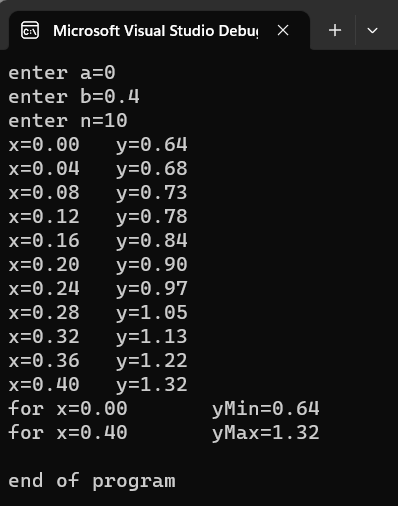 Microsoft Visual Studio Debu
enter a=0
enter b=0.4
enter n=10
x=0.00   y=0.64
x=0.04   y=0.68
x=0.08   y=0.73
x=0.12   y=0.78
x=0.16   y=0.84
x=0.20   y=0.90
x=0.24   y=0.97
x=0.28   y=1.05
x=0.32   y=1.13
x=0.36   y=1.22
x=0.40   y=1.32
for x=0.00       yMin=0.64
for x=0.40       yMax=1.32
end of program